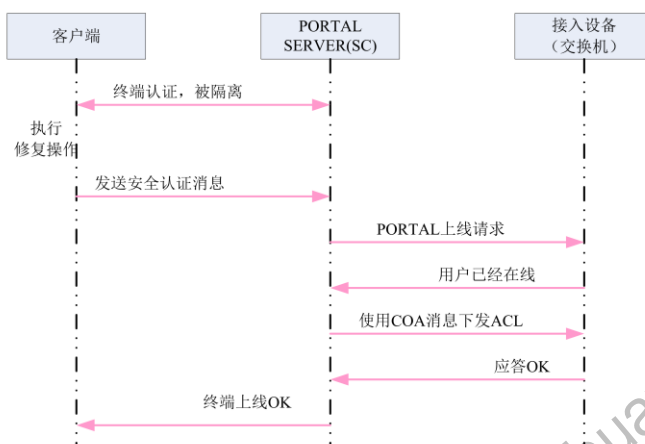 客户端
PORTAL
SERVER(SC)
接入设备
（交换机）
终端认证，被隔离
执行
修复操作
发送安全认证消息
PORTAL上线请求
用户已经在线
使用COA消息下发ACL
应答OK
终端上线OK